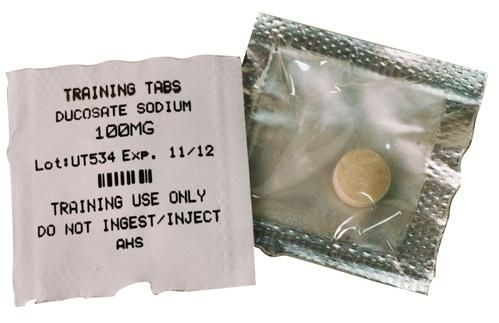 TRAINING TABS
DUCOSATE SODIUM
100MG
Lot:UT534 Exp. 11/12
TRAINING USE ONLY
DO NOT INGEST/INJECT
AHS